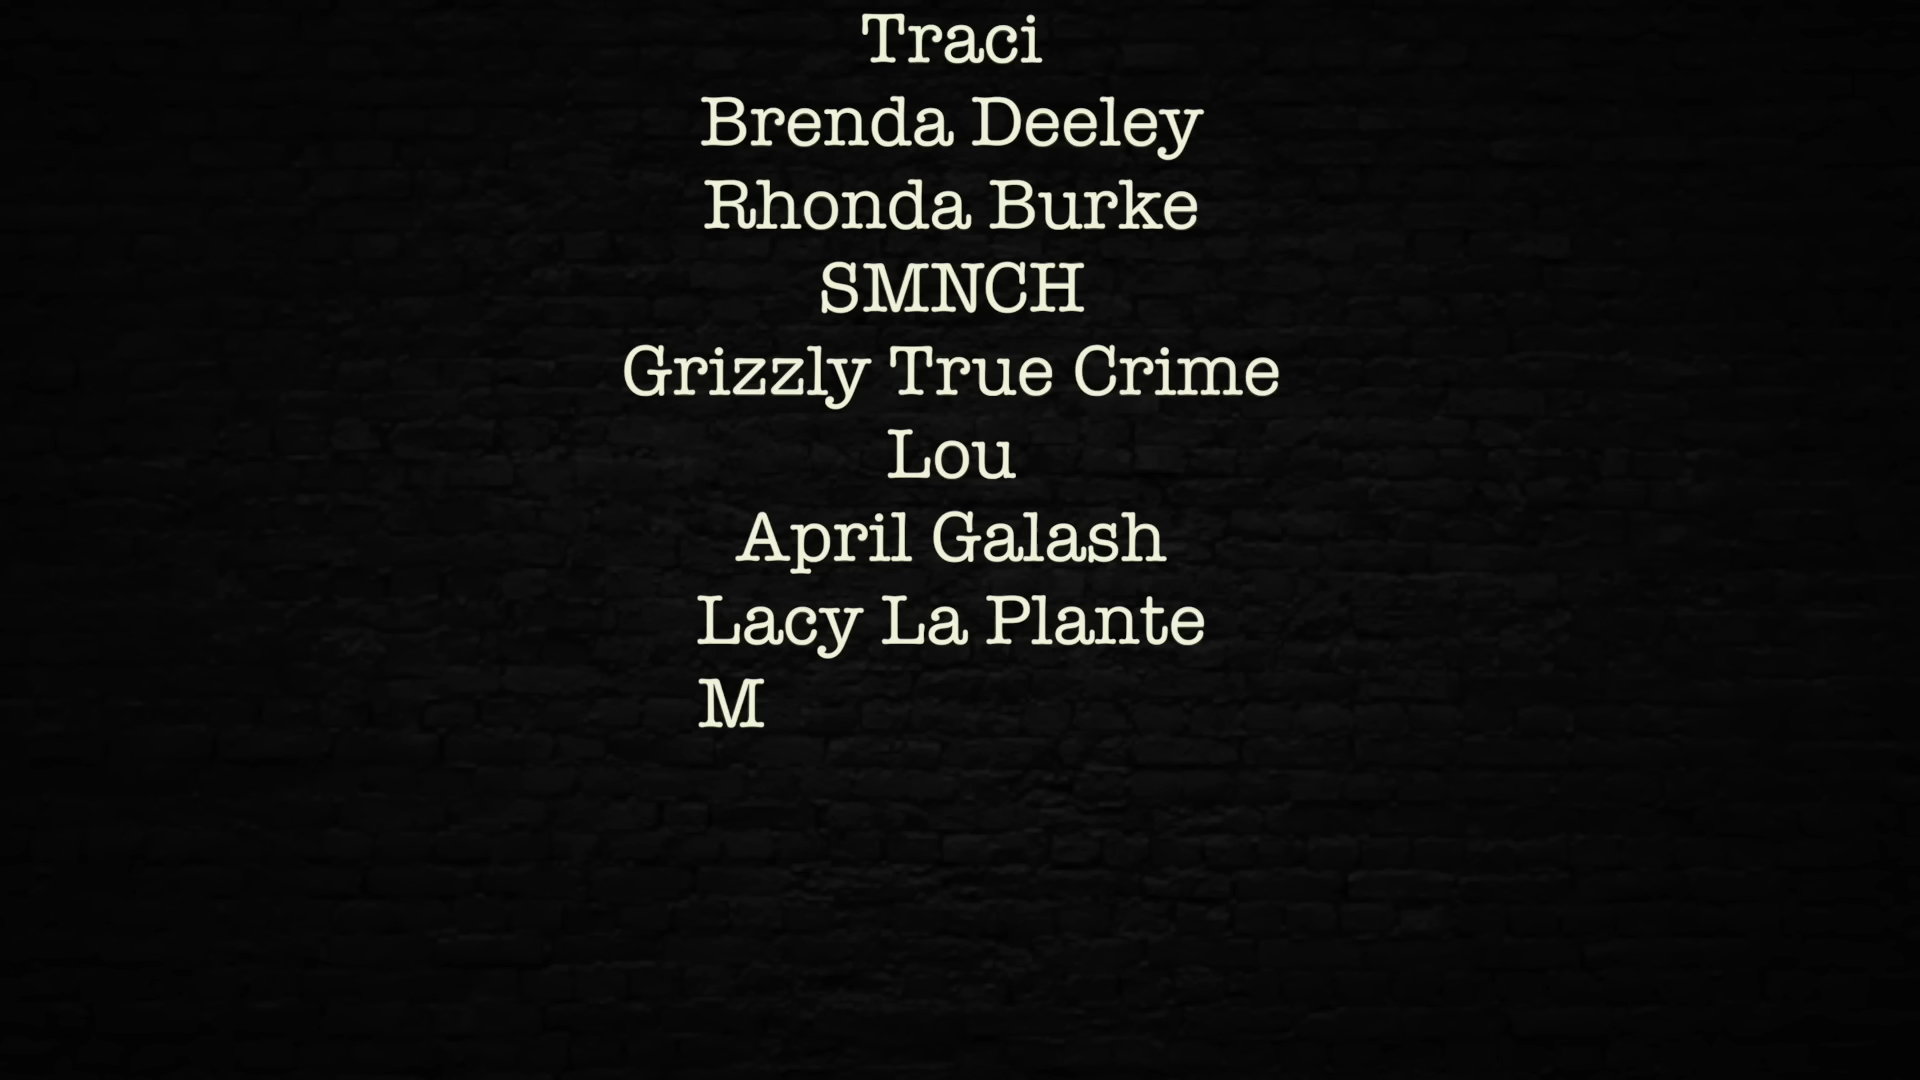 Traci
Brenda Deeley
Rhonda Burke
SMNCH
Grizzly True Crime
Lou
April Galash
Lacy La Plante
M